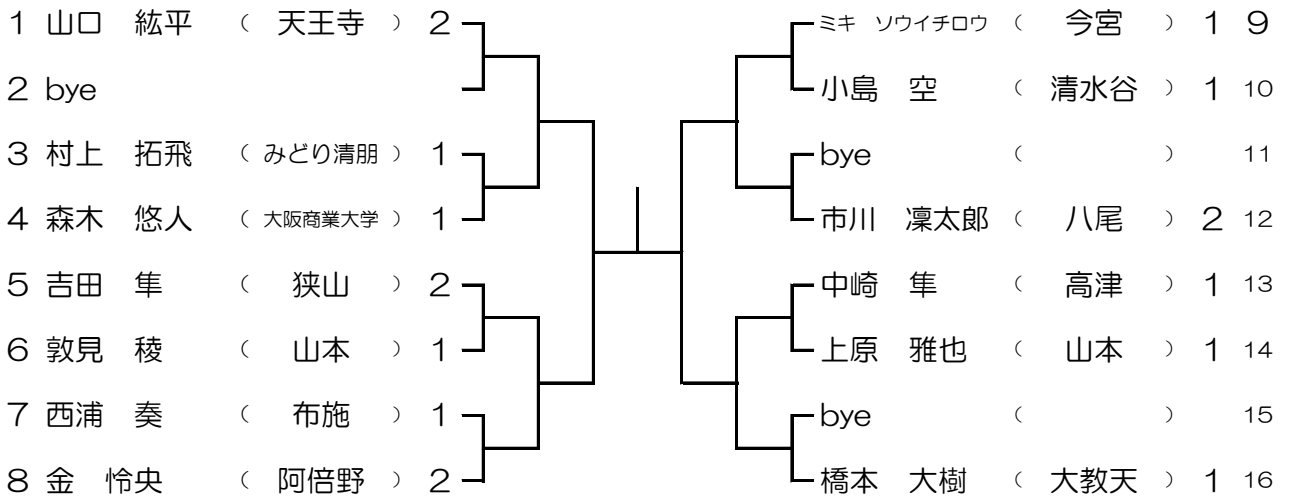 1 山口 紘平 ( 天王寺 ) 2
2 bye
3 村上 拓飛 ( みどり清朋 ) 1
4 森木 悠人 ( 大阪商業大学 ) 1
5 吉田 隼 ( 狭山 ) 2
6 敦見 稜 ( 山本 ) 1
7 西浦 奏 ( 布施 ) 1
8 金 怜央 ( 阿倍野 ) 2
ミキ ソウイチロウ ( 今宮 ) 1 9
小島 空 ( 清水谷 ) 1 10
bye ( ) 11
市川 凜太郎 ( 八尾 ) 2 12
中崎 隼 ( 高津 ) 1 13
上原 雅也 ( 山本 ) 1 14
bye ( ) 15
橋本 大樹 ( 大教天 ) 1 16